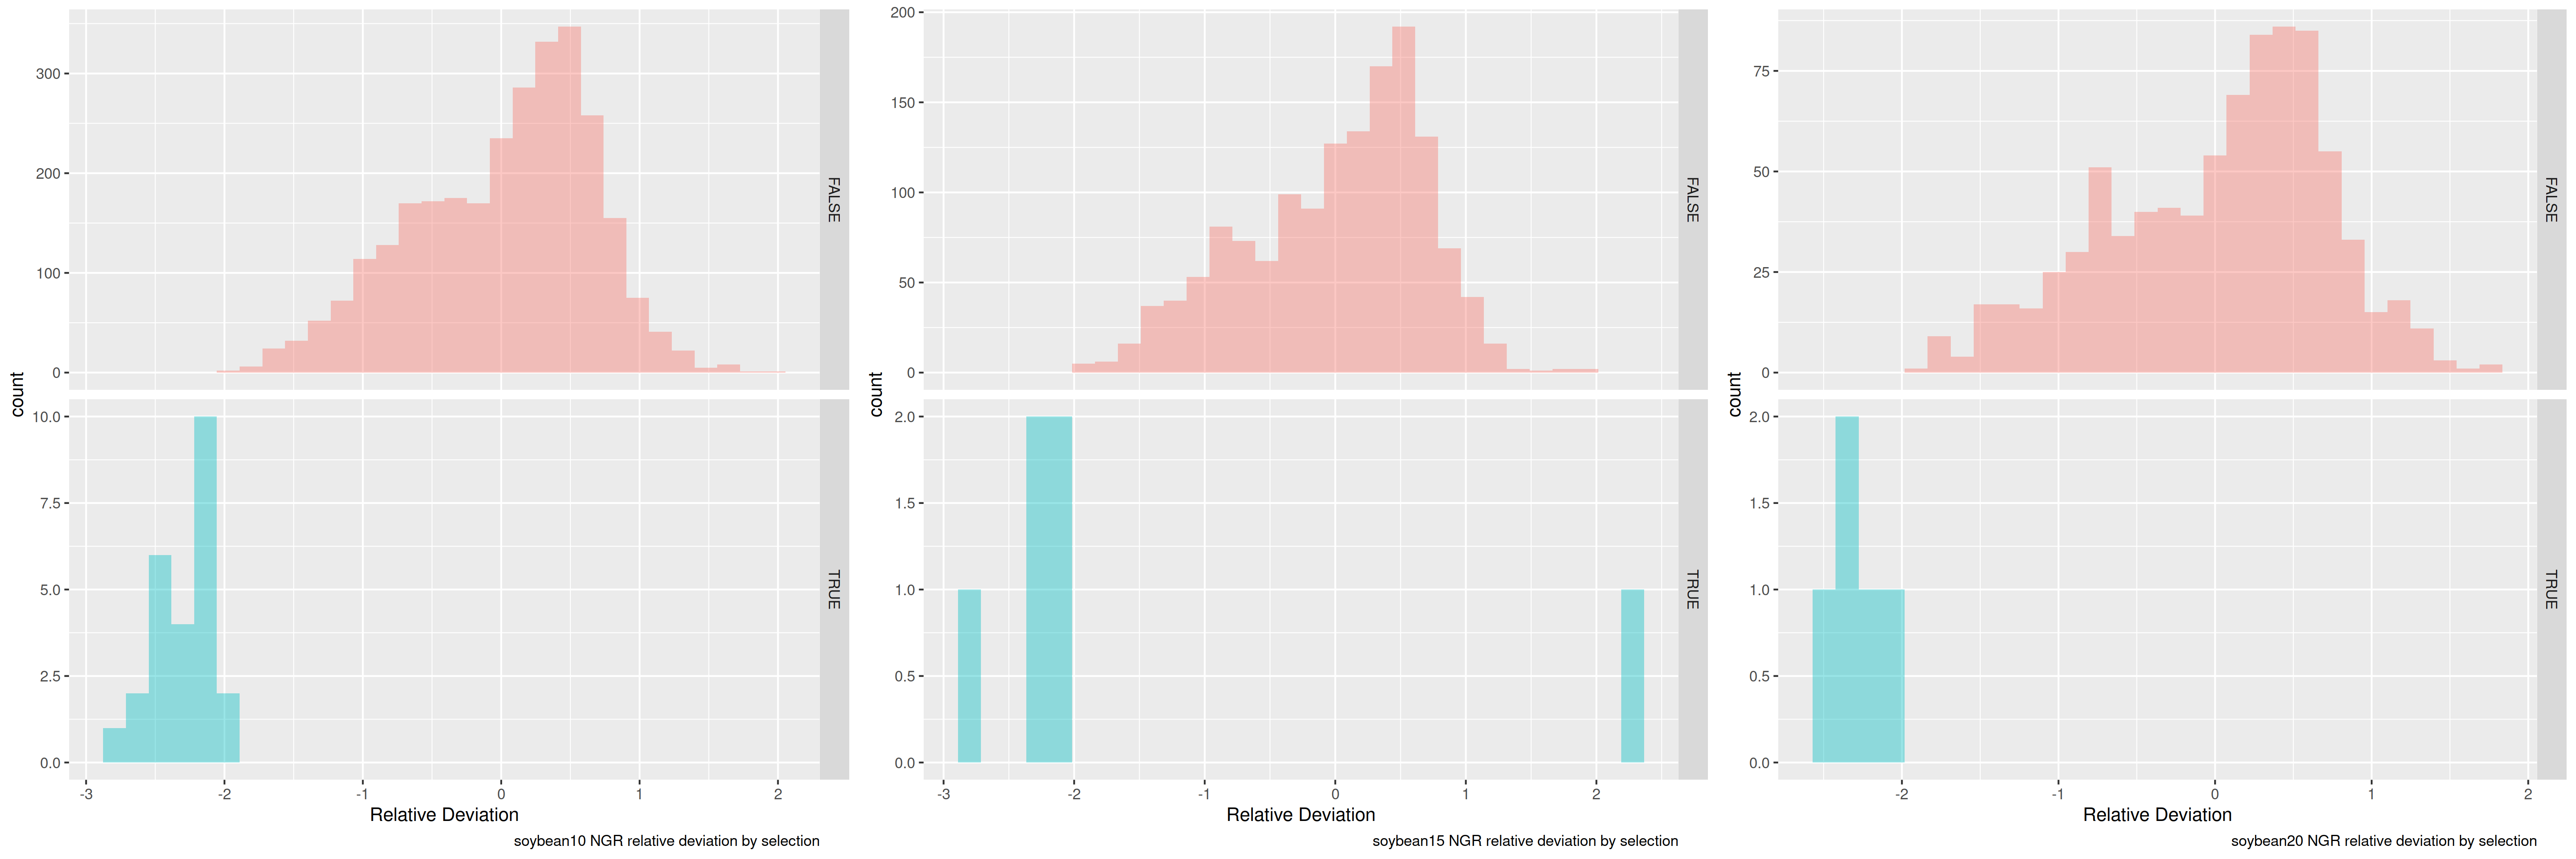 count
300
200
100
0
FALSE
10.0
7.5
5.0
2.5
0.0
TRUE
-3 -2 -1 0 1 2
Relative Deviation
soybean10 NGR relative deviation by selection
count
200
150
100
50
0
FALSE
2.0
1.5
1.0
0.5
0.0
TRUE
-3 -2 -1 0 1 2
Relative Deviation
soybean15 NGR relative deviation by selection
count
75
50
25
0
FALSE
2.0
1.5
1.0
0.5
0.0
TRUE
-2 -1 0 1 2
Relative Deviation
soybean20 NGR relative deviation by selection